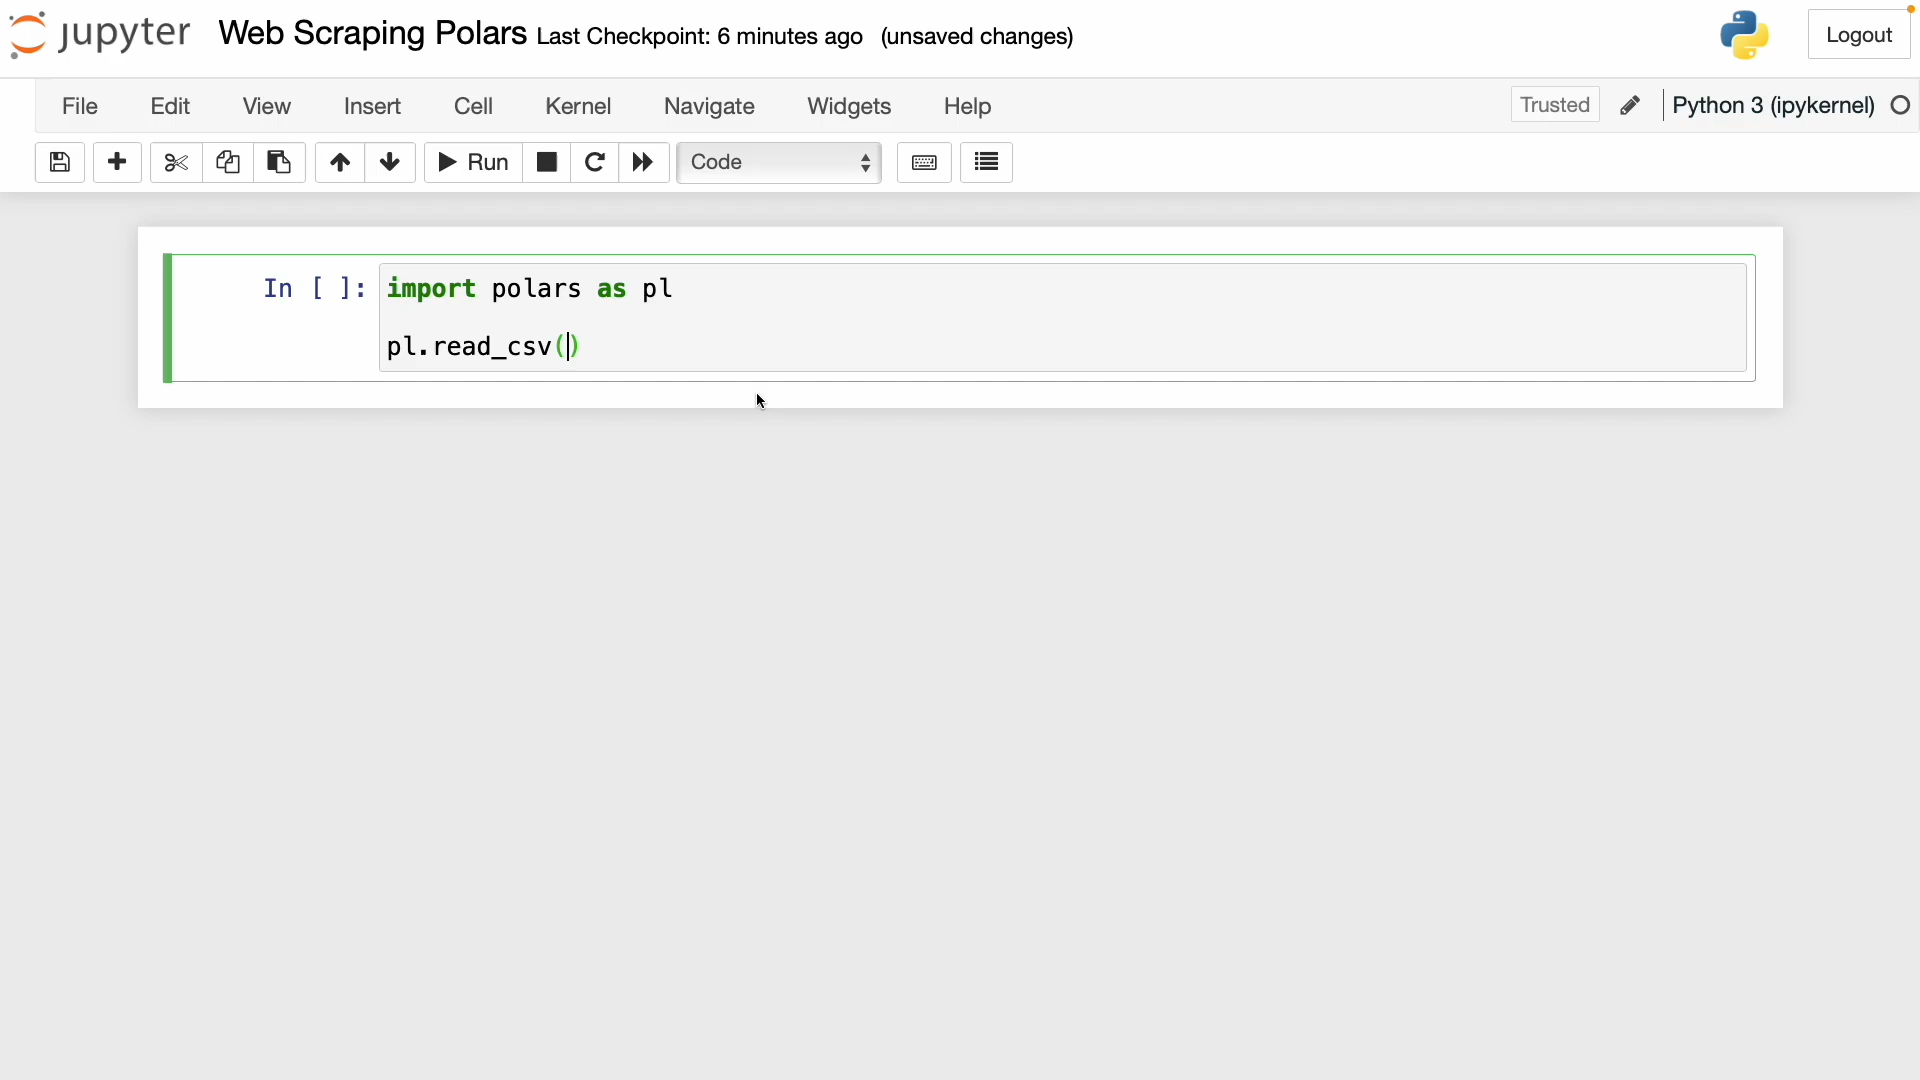 jupyter Web Scraping Polars Last Checkpoint: 6 minutes ago (unsaved changes) Logout
File Edit View Insert Cell Kernel Navigate Widgets Help Trusted Python 3 (ipykernel)
Run Code
In [ ]: import polars as pl
pl.read_csv()